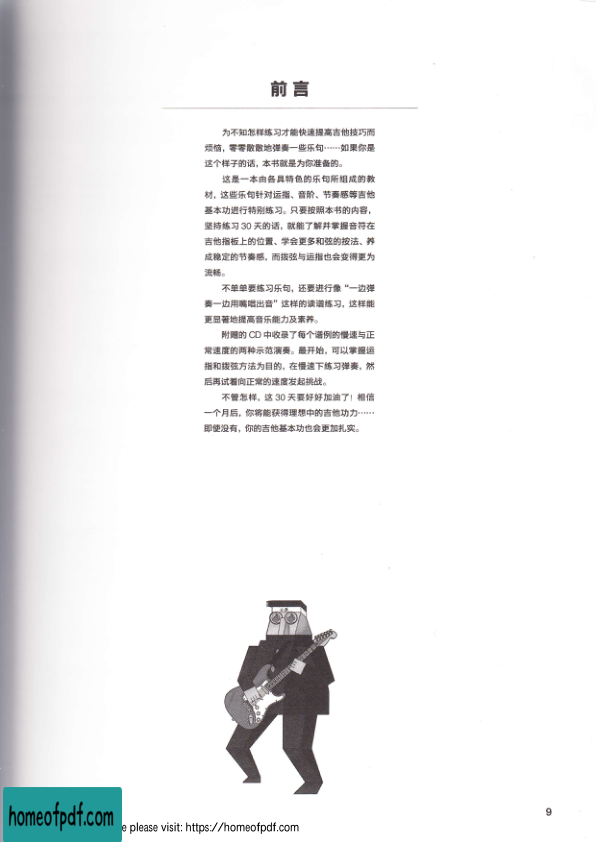 前言
为不知怎样练习才能快速提高吉他技巧而
烦恼，零零散散地弹奏一些乐句……如果你是
这个样子的话，本书就是为你准备的。
这是一本由各具特色的乐句所组成的教
材，这些乐句针对运指、音阶、节奏感等吉他
基本功进行特别练习。只要按照本书的内容，
坚持练习 30 天的话，就能了解并掌握音符在
吉他指板上的位置、学会更多和弦的按法、养
成稳定的节奏感，而拨弦与运指也会变得更为
流畅。
不单单要练习乐句，还要进行像“一边弹
奏一边用嘴唱出音”这样的读谱练习，这样能
更显著地提高音乐能力及素养。
附赠的 CD 中收录了每个谱例的慢速与正
常速度的两种示范演奏。最开始，可以掌握运
指和拨弦方法为目的，在慢速下练习弹奏，然
后再试着向正常的速度发起挑战。
不管怎样，这 30 天要好好加油了！相信
一个月后，你将能获得理想中的吉他功力……
即便没有，你的吉他基本功也会更加扎实。
9
homeofpdf.com
e please visit: https://homeofpdf.com